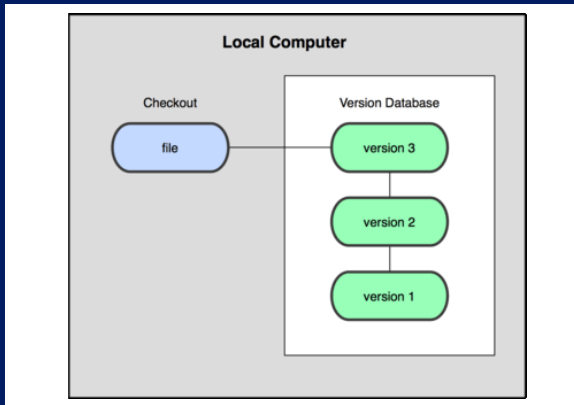 Local Computer
Checkout
Version Database
file
version 3
version 2
version 1